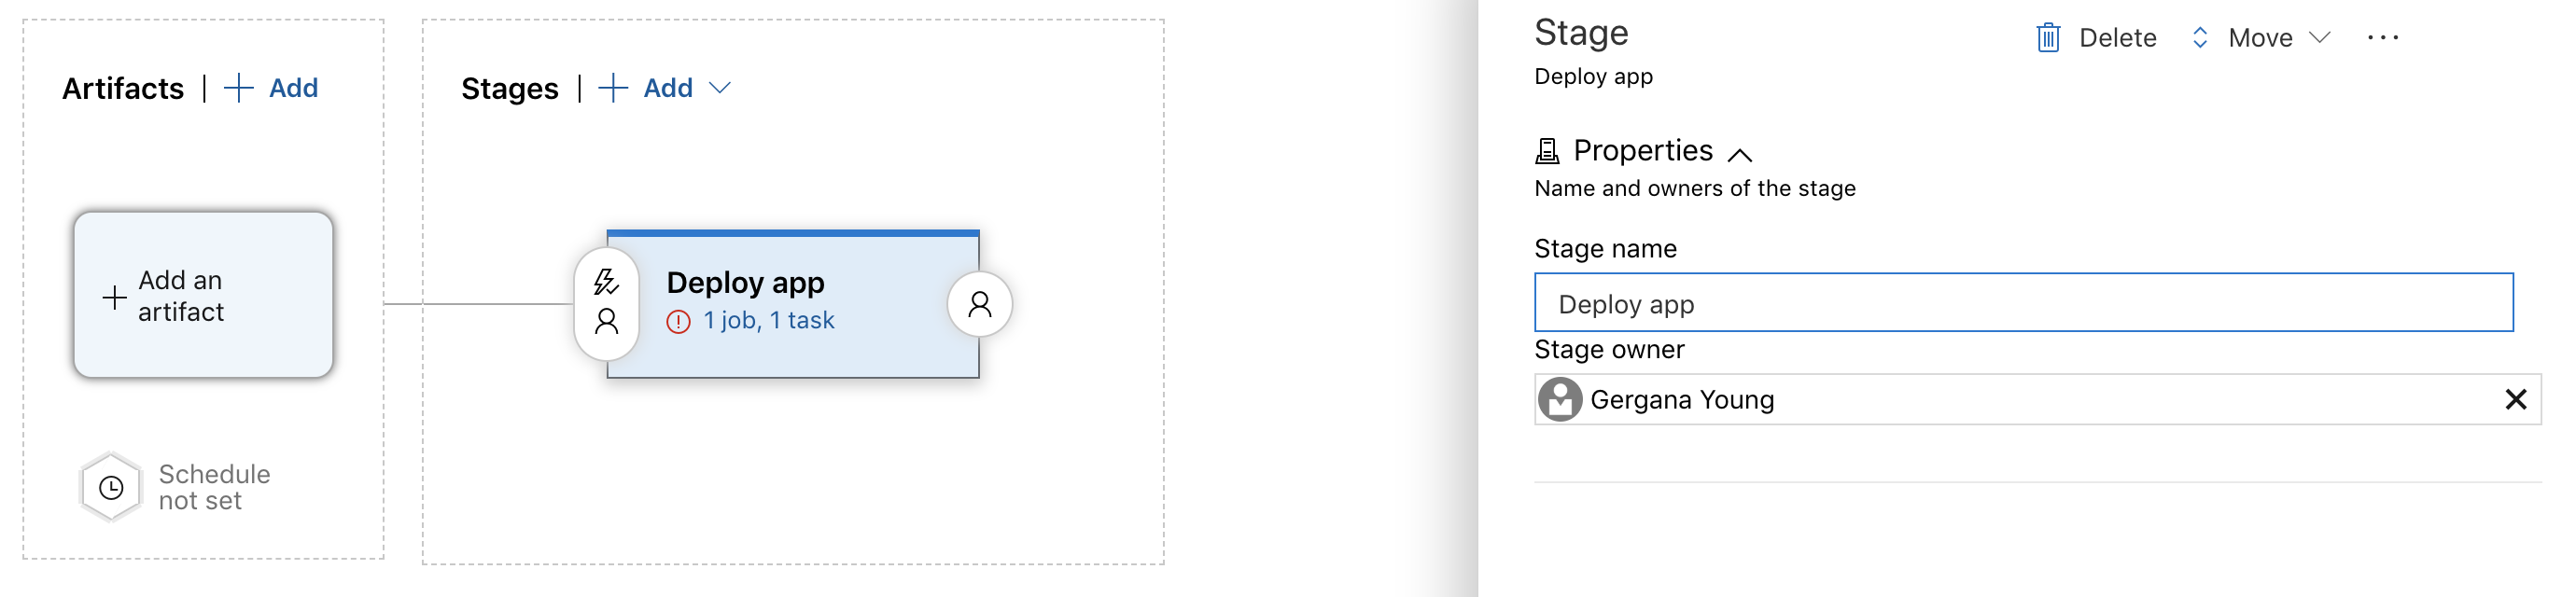 Artifacts | + Add
Add an
artifact
Schedule
not set
Stages | + Add
Deploy app
1 job, 1 task
Stage
Delete
Move
Deploy app
Properties
Name and owners of the stage
Stage name
Deploy app
Stage owner
Gergana Young